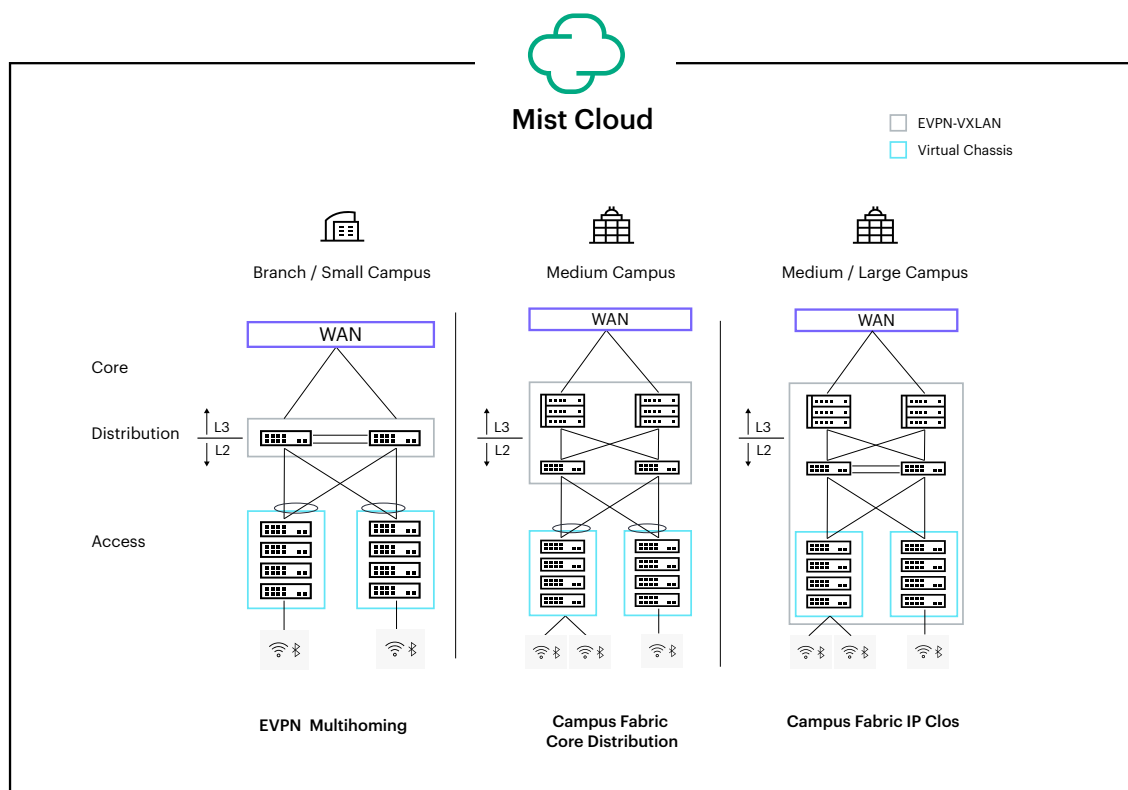 Mist Cloud
EVPN-VXLAN
Virtual Chassis
Branch / Small Campus
Medium Campus
Medium / Large Campus
WAN
WAN
WAN
Core
Distribution
L3
L2
L3
L2
L3
L2
Access
EVPN Multihoming
Campus Fabric
Core Distribution
Campus Fabric IP Clos